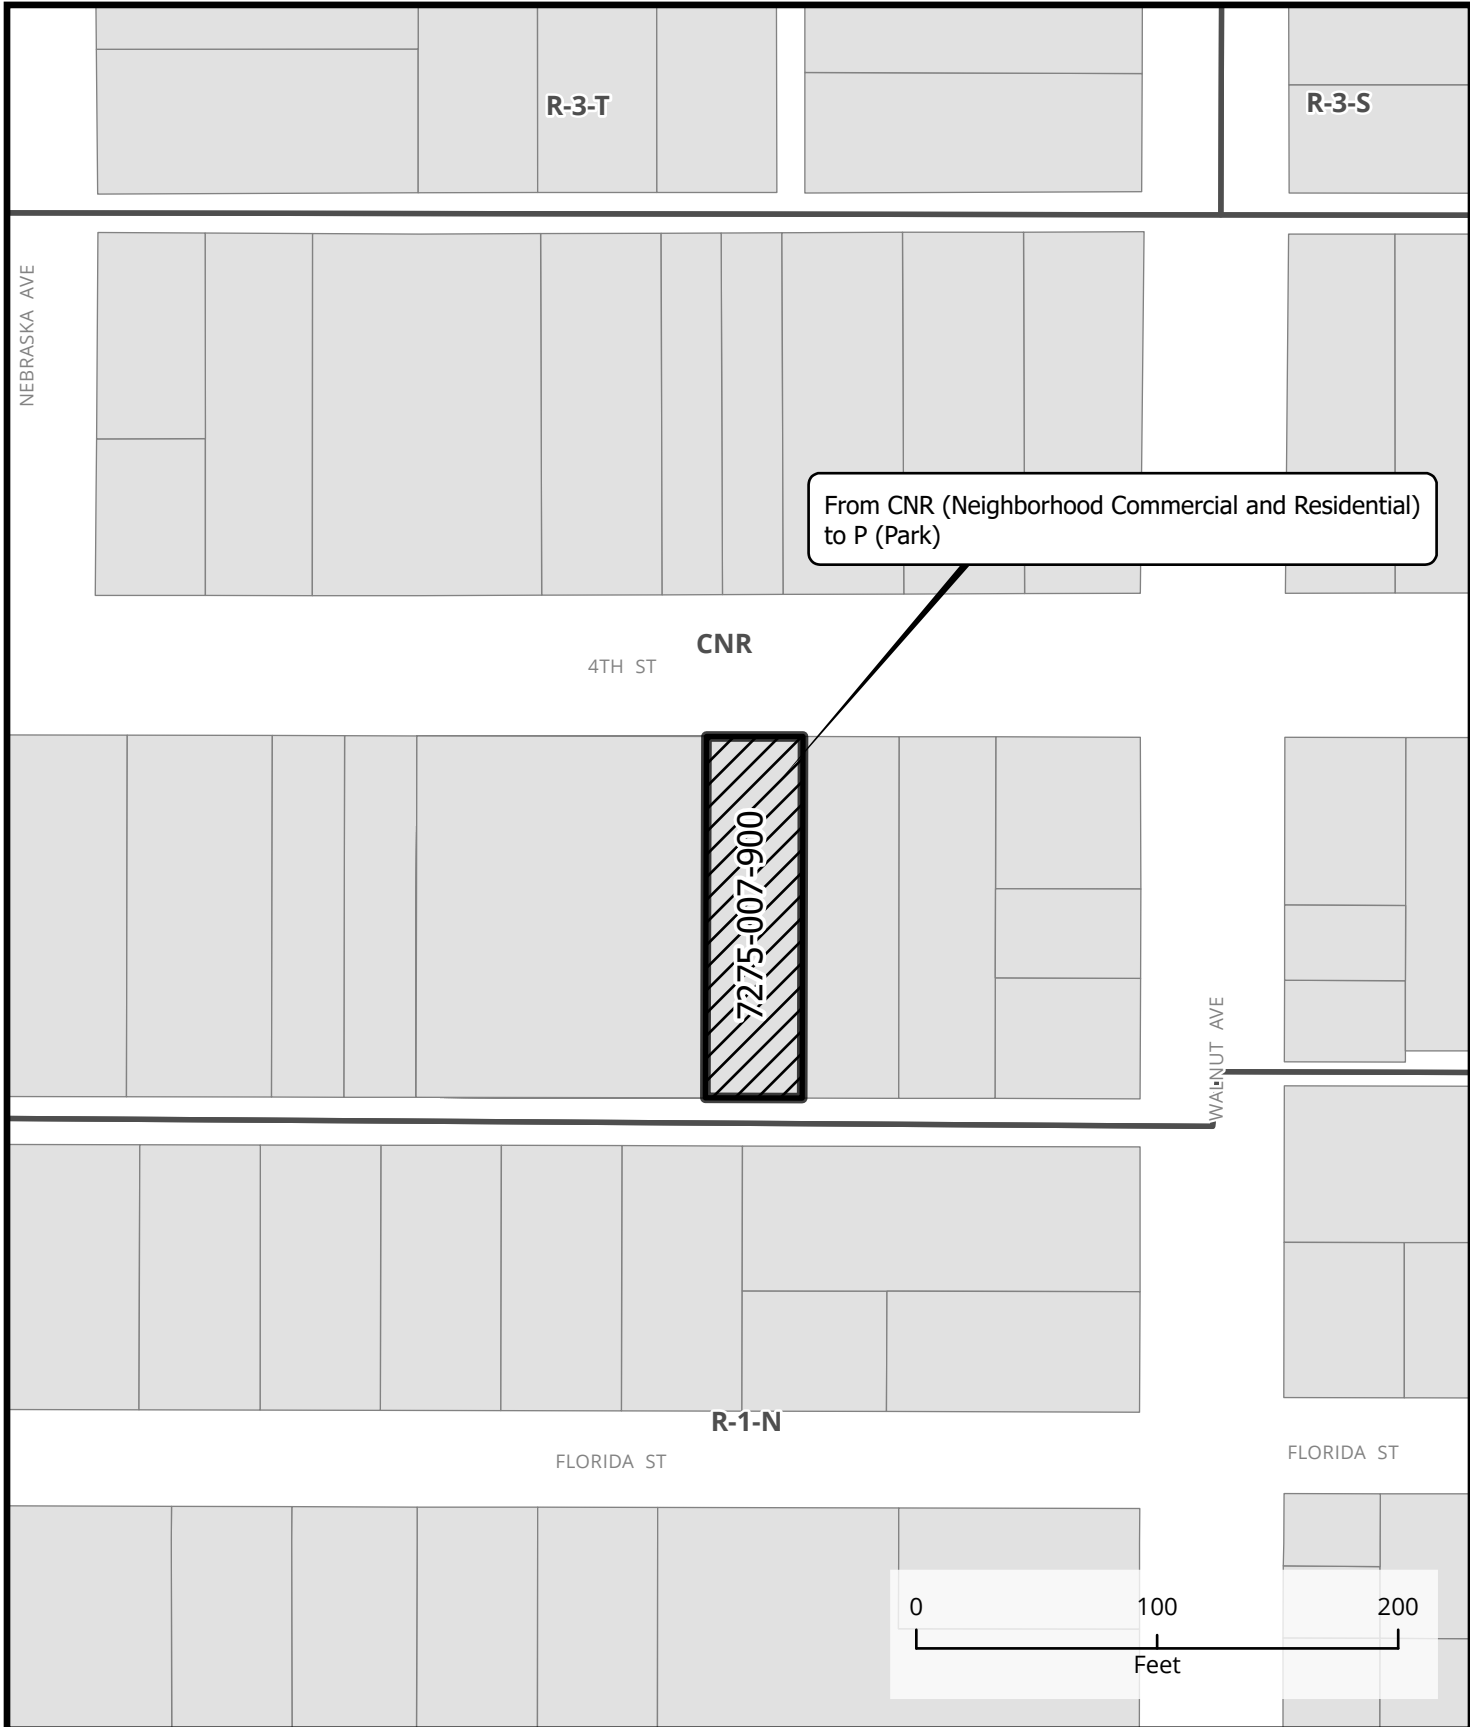 R-3-T
R-3-S
NEBRASKA AVE
From CNR (Neighborhood Commercial and Residential)
to P (Park)
CNR
4TH ST
7275-007-900
WALNUT AVE
R-1-N
FLORIDA ST
FLORIDA ST
0 100 200
Feet